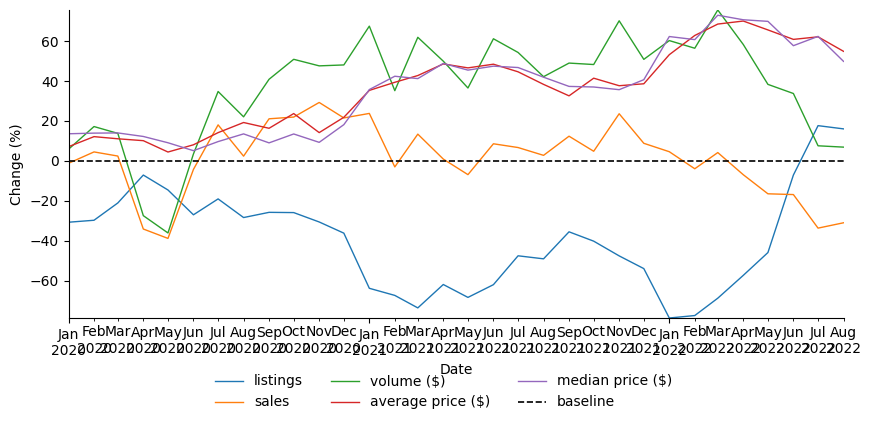 Change (%)
60
40
20
0
−20
−40
−60
Jan Feb Mar Apr May Jun Jul Aug Sep Oct Nov Dec Jan Feb Mar Apr May Jun Jul Aug Sep Oct Nov Dec Jan Feb Mar Apr May Jun Jul Aug
2020 2020 2020 2020 2020 2020 2020 2020 2020 2020 2020 2020 2021 2021 2021 2021 2021 2021 2021 2021 2021 2021 2021 2021 2022 2022 2022 2022 2022 2022 2022 2022
Date
listings volume ($) median price ($)
sales average price ($) baseline